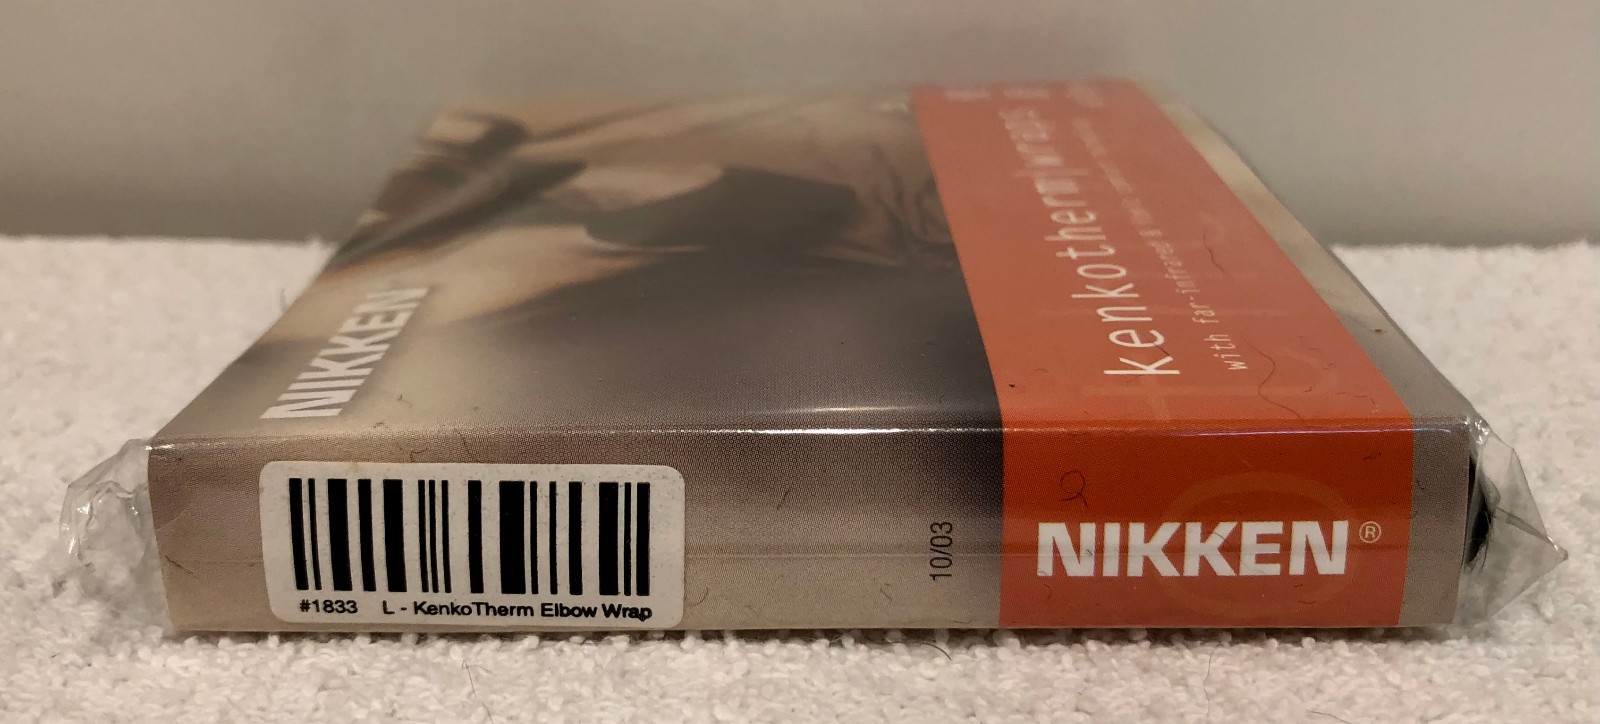 NIKKEN
kenkotherm|wraps
with far-infrared &
#1833 L - KenkoTherm Elbow Wrap
10/03
NIKKEN®